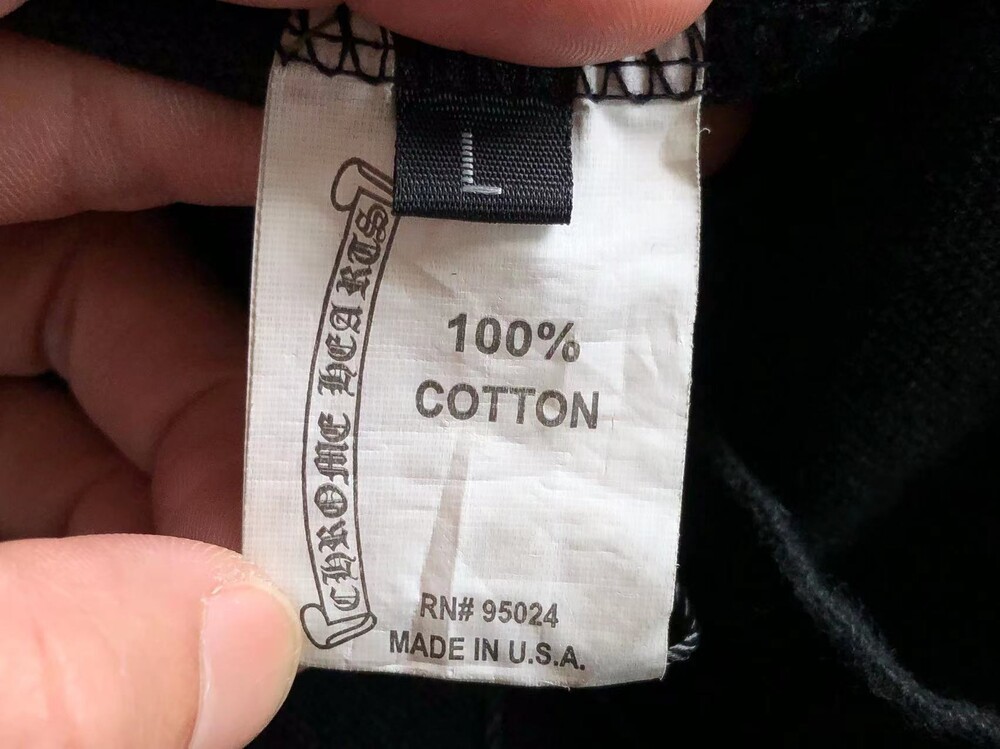 L
CHROME HEARTS
100%
COTTON
RN# 95024
MADE IN U.S.A.